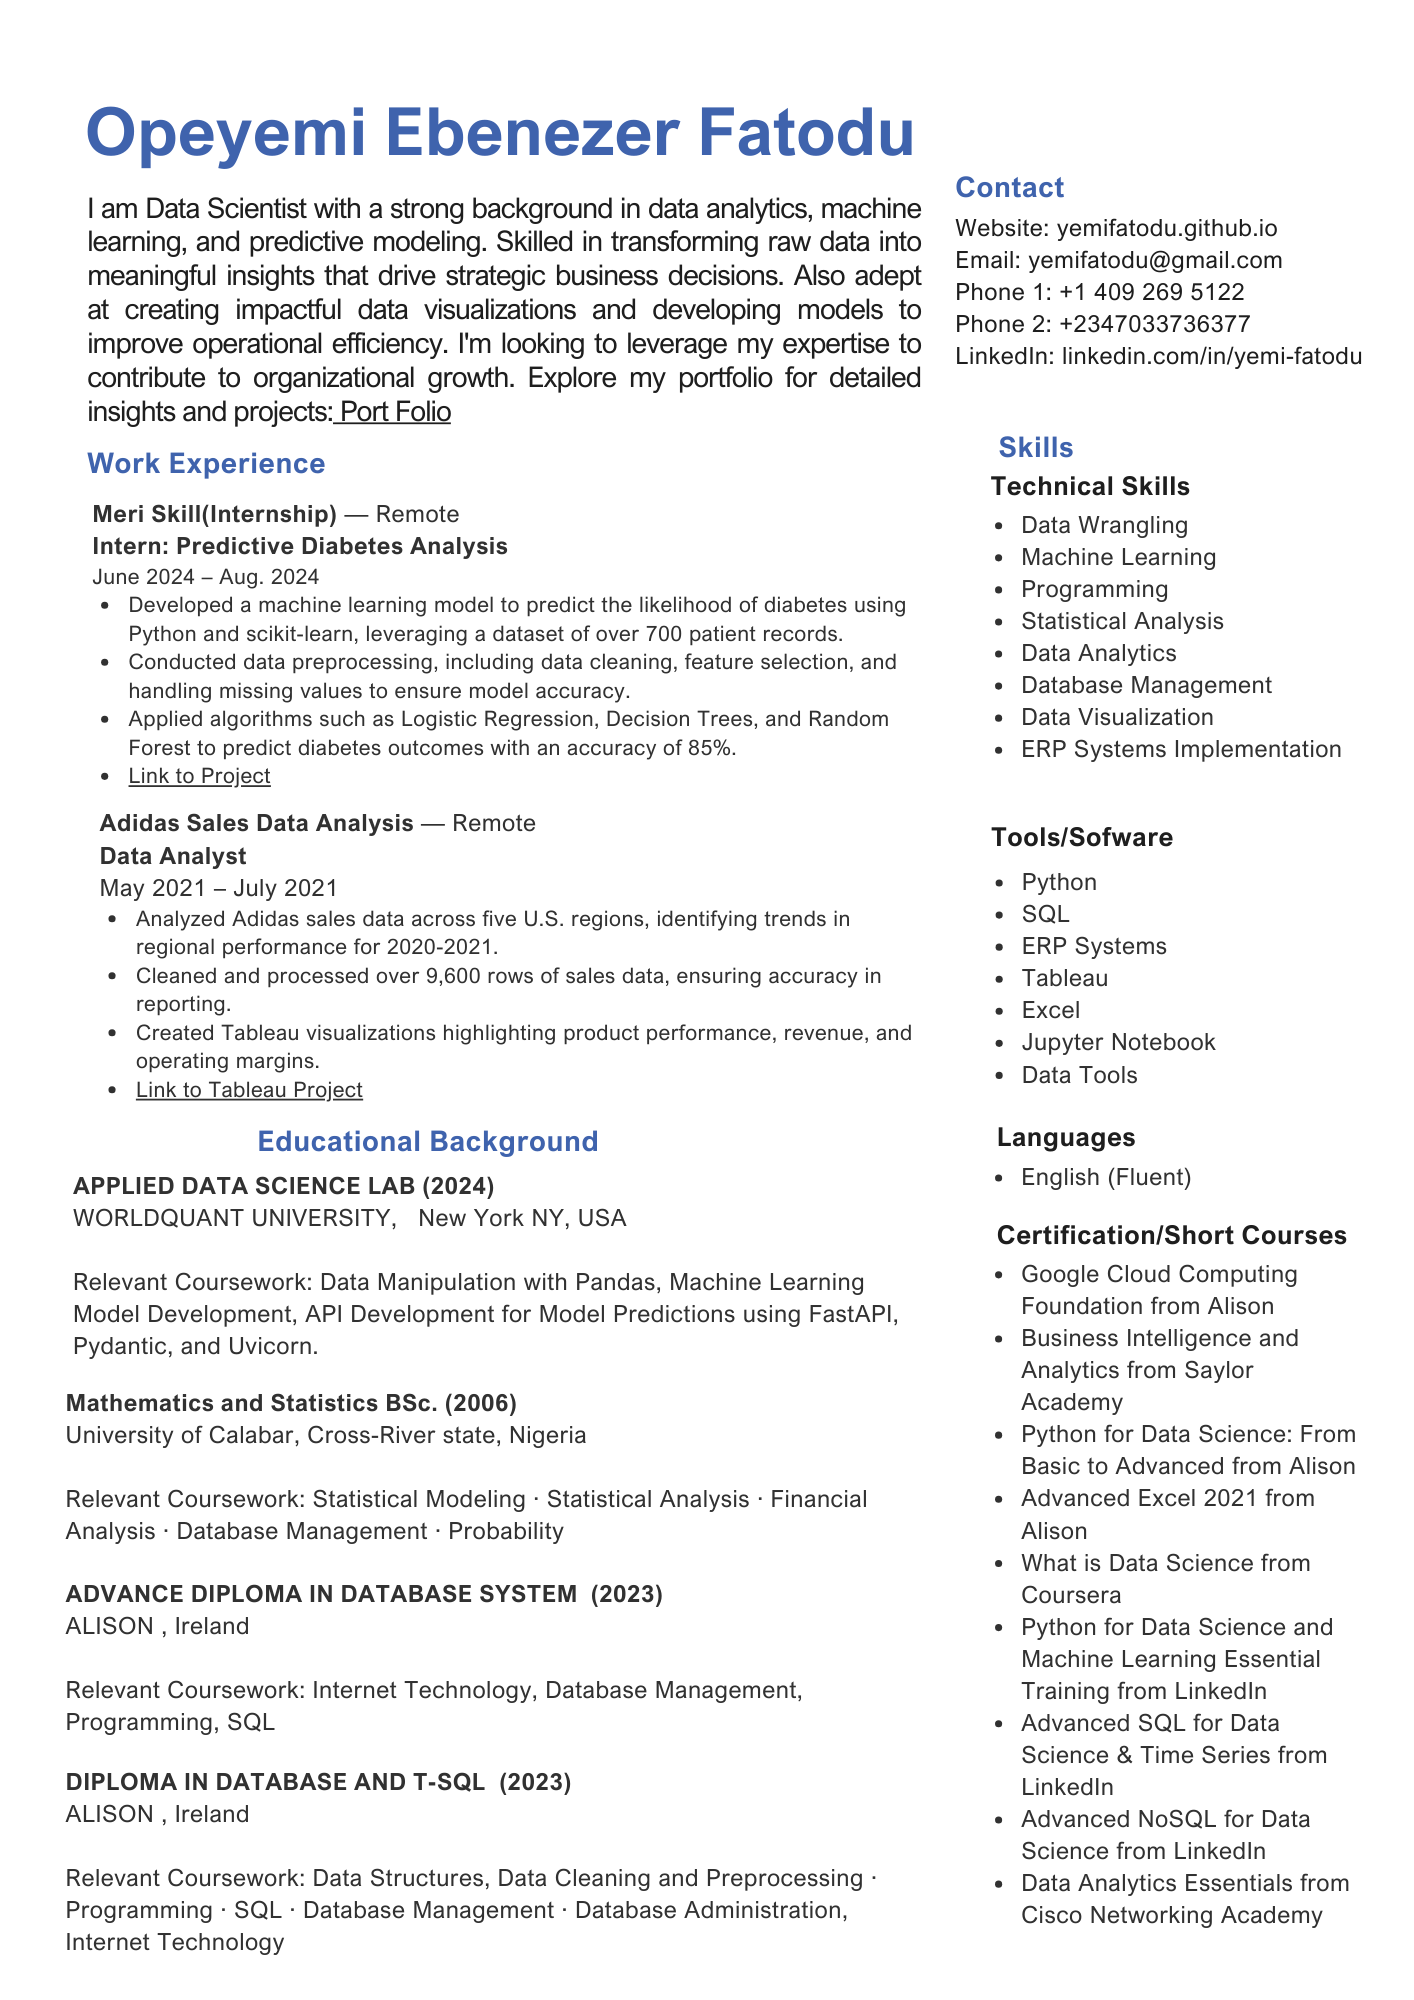 Opeyemi Ebenezer Fatodu
I am Data Scientist with a strong background in data analytics, machine
learning, and predictive modeling. Skilled in transforming raw data into
meaningful insights that drive strategic business decisions. Also adept
at creating impactful data visualizations and developing models to
improve operational efficiency. I'm looking to leverage my expertise to
contribute to organizational growth. Explore my portfolio for detailed
insights and projects: Port Folio
Work Experience
Meri Skill(Internship) — Remote
Intern: Predictive Diabetes Analysis
June 2024 – Aug. 2024
• Developed a machine learning model to predict the likelihood of diabetes using
Python and scikit-learn, leveraging a dataset of over 700 patient records.
• Conducted data preprocessing, including data cleaning, feature selection, and
handling missing values to ensure model accuracy.
• Applied algorithms such as Logistic Regression, Decision Trees, and Random
Forest to predict diabetes outcomes with an accuracy of 85%.
• Link to Project
Adidas Sales Data Analysis — Remote
Data Analyst
May 2021 – July 2021
• Analyzed Adidas sales data across five U.S. regions, identifying trends in
regional performance for 2020-2021.
• Cleaned and processed over 9,600 rows of sales data, ensuring accuracy in
reporting.
• Created Tableau visualizations highlighting product performance, revenue, and
operating margins.
• Link to Tableau Project
Educational Background
APPLIED DATA SCIENCE LAB (2024)
WORLDQUANT UNIVERSITY, New York NY, USA
Relevant Coursework: Data Manipulation with Pandas, Machine Learning
Model Development, API Development for Model Predictions using FastAPI,
Pydantic, and Uvicorn.
Mathematics and Statistics BSc. (2006)
University of Calabar, Cross-River state, Nigeria
Relevant Coursework: Statistical Modeling · Statistical Analysis · Financial
Analysis · Database Management · Probability
ADVANCE DIPLOMA IN DATABASE SYSTEM (2023)
ALISON , Ireland
Relevant Coursework: Internet Technology, Database Management,
Programming, SQL
DIPLOMA IN DATABASE AND T-SQL (2023)
ALISON , Ireland
Relevant Coursework: Data Structures, Data Cleaning and Preprocessing ·
Programming · SQL · Database Management · Database Administration,
Internet Technology
Contact
Website: yemifatodu.github.io
Email: yemifatodu@gmail.com
Phone 1: +1 409 269 5122
Phone 2: +2347033736377
LinkedIn: linkedin.com/in/yemi-fatodu
Skills
Technical Skills
• Data Wrangling
• Machine Learning
• Programming
• Statistical Analysis
• Data Analytics
• Database Management
• Data Visualization
• ERP Systems Implementation
Tools/Sofware
• Python
• SQL
• ERP Systems
• Tableau
• Excel
• Jupyter Notebook
• Data Tools
Languages
• English (Fluent)
Certification/Short Courses
• Google Cloud Computing
Foundation from Alison
• Business Intelligence and
Analytics from Saylor
Academy
• Python for Data Science: From
Basic to Advanced from Alison
• Advanced Excel 2021 from
Alison
• What is Data Science from
Coursera
• Python for Data Science and
Machine Learning Essential
Training from LinkedIn
• Advanced SQL for Data
Science & Time Series from
LinkedIn
• Advanced NoSQL for Data
Science from LinkedIn
• Data Analytics Essentials from
Cisco Networking Academy